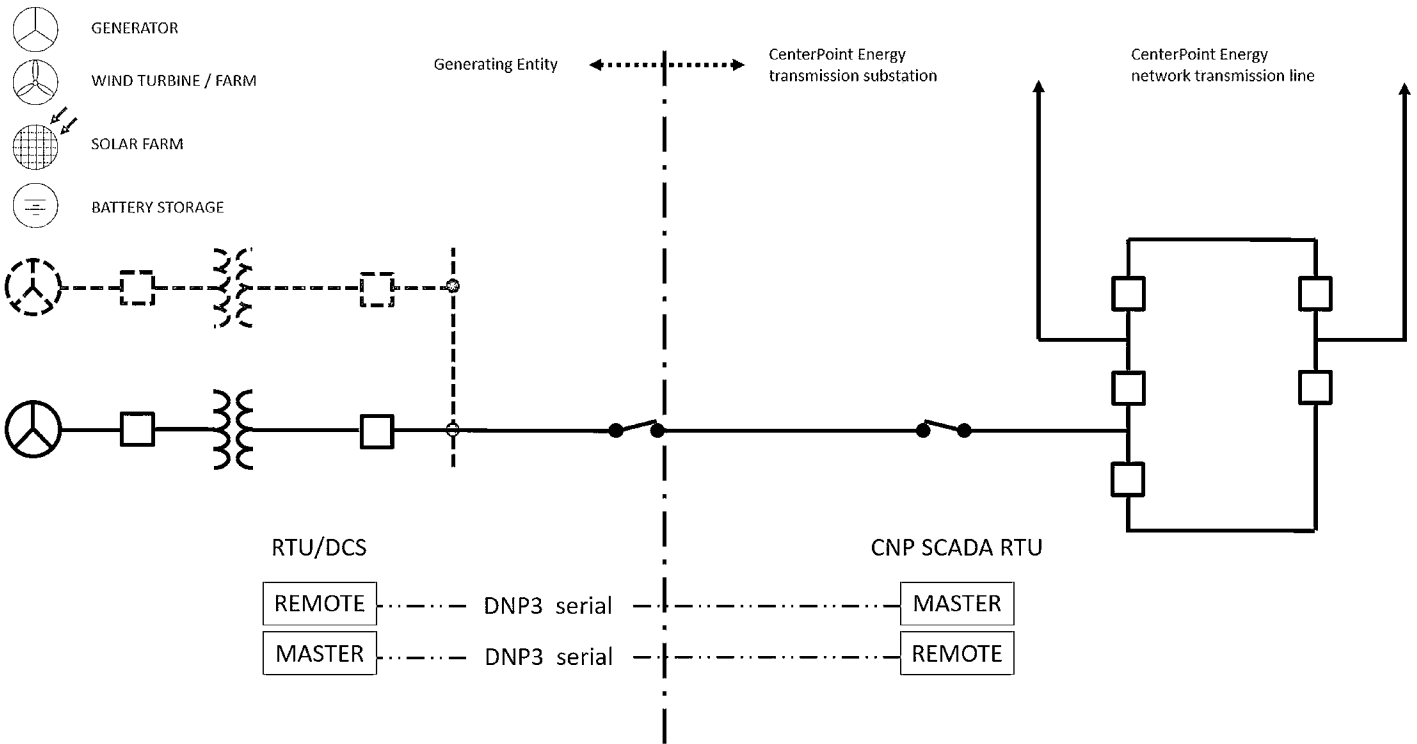 GENERATOR
WIND TURBINE / FARM
SOLAR FARM
BATTERY STORAGE
Generating Entity
CenterPoint Energy
transmission substation
CenterPoint Energy
network transmission line
RTU/DCS
CNP SCADA RTU
REMOTE
DNP3 serial
MASTER
MASTER
DNP3 serial
REMOTE